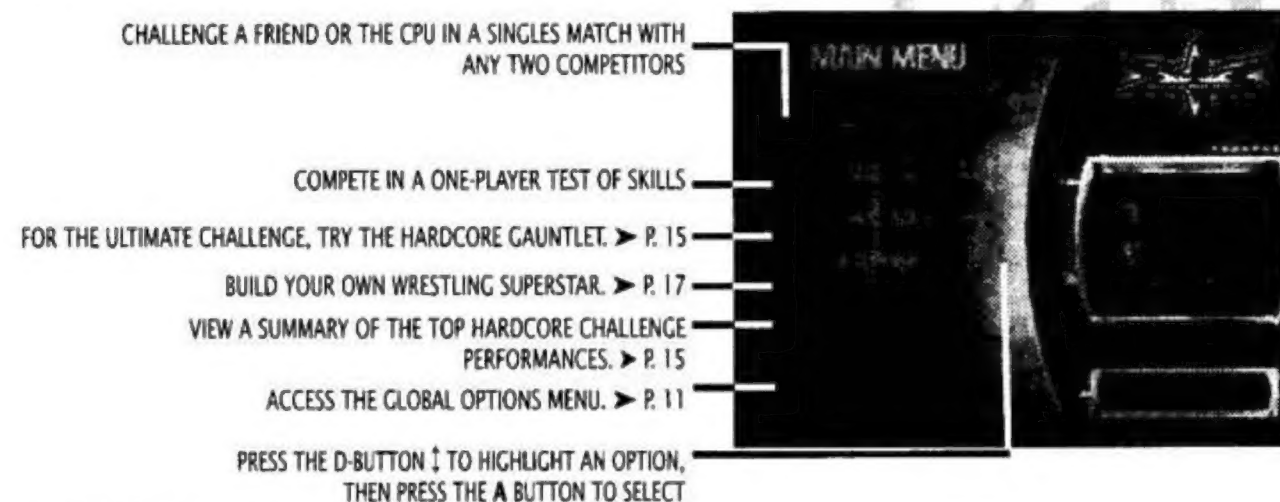 CHALLENGE A FRIEND OR THE CPU IN A SINGLES MATCH WITH
ANY TWO COMPETITORS
MAIN MENU
COMPETE IN A ONE-PLAYER TEST OF SKILLS
FOR THE ULTIMATE CHALLENGE, TRY THE HARDCORE GAUNTLET. ➤ P. 15
BUILD YOUR OWN WRESTLING SUPERSTAR. ➤ P. 17
VIEW A SUMMARY OF THE TOP HARDCORE CHALLENGE
PERFORMANCES. ➤ P. 15
ACCESS THE GLOBAL OPTIONS MENU. ➤ P. 11
PRESS THE D-BUTTON ↕ TO HIGHLIGHT AN OPTION,
THEN PRESS THE A BUTTON TO SELECT